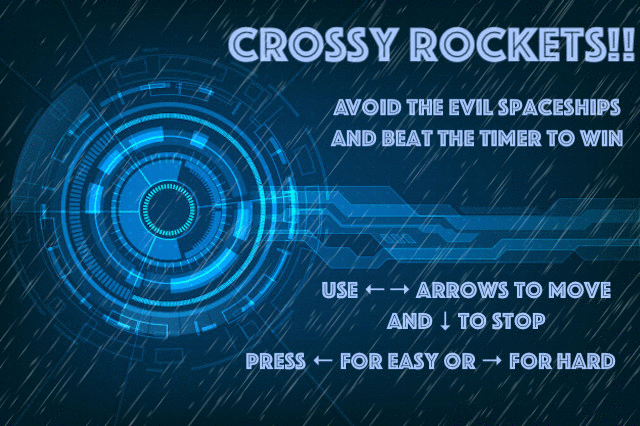 CROSSY ROCKETS!!
AVOID THE EVIL SPACESHIPS
AND BEAT THE TIMER TO WIN
USE ←→ ARROWS TO MOVE
AND ↓ TO STOP
PRESS ← FOR EASY OR → FOR HARD